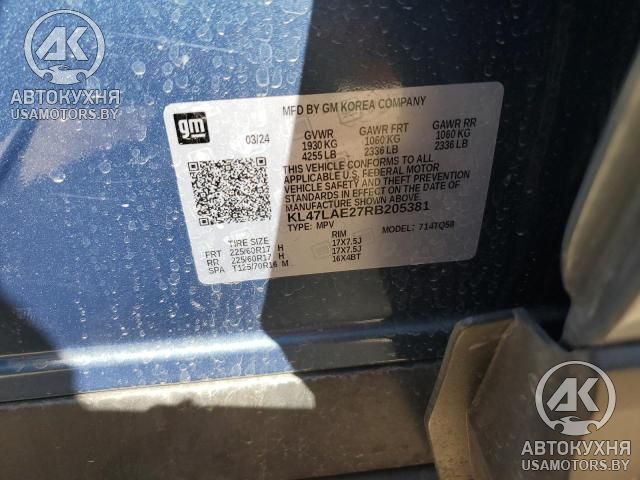 AK
АВТОКУХНЯ
USAMOTORS.BY
gm
MFD BY GM KOREA COMPANY
03/24
GVWR
1930 KG
4255 LB
GAWR FRT
1060 KG
2336 LB
GAWR RR
1060 KG
2336 LB
THIS VEHICLE CONFORMS TO ALL
APPLICABLE U.S. FEDERAL MOTOR
VEHICLE SAFETY AND THEFT PREVENTION
STANDARDS IN EFFECT ON THE DATE OF
MANUFACTURE SHOWN ABOVE.
KL47LAE27RB205381
TYPE: MPV
MODEL: 714TQ58
TIRE SIZE RIM
FRT 225/60R17 H 17X7.5J
RR 225/60R17 H 17X7.5J
SPA T125/70R16 M 16X4BT
AK
АВТОКУХНЯ
USAMOTORS.BY